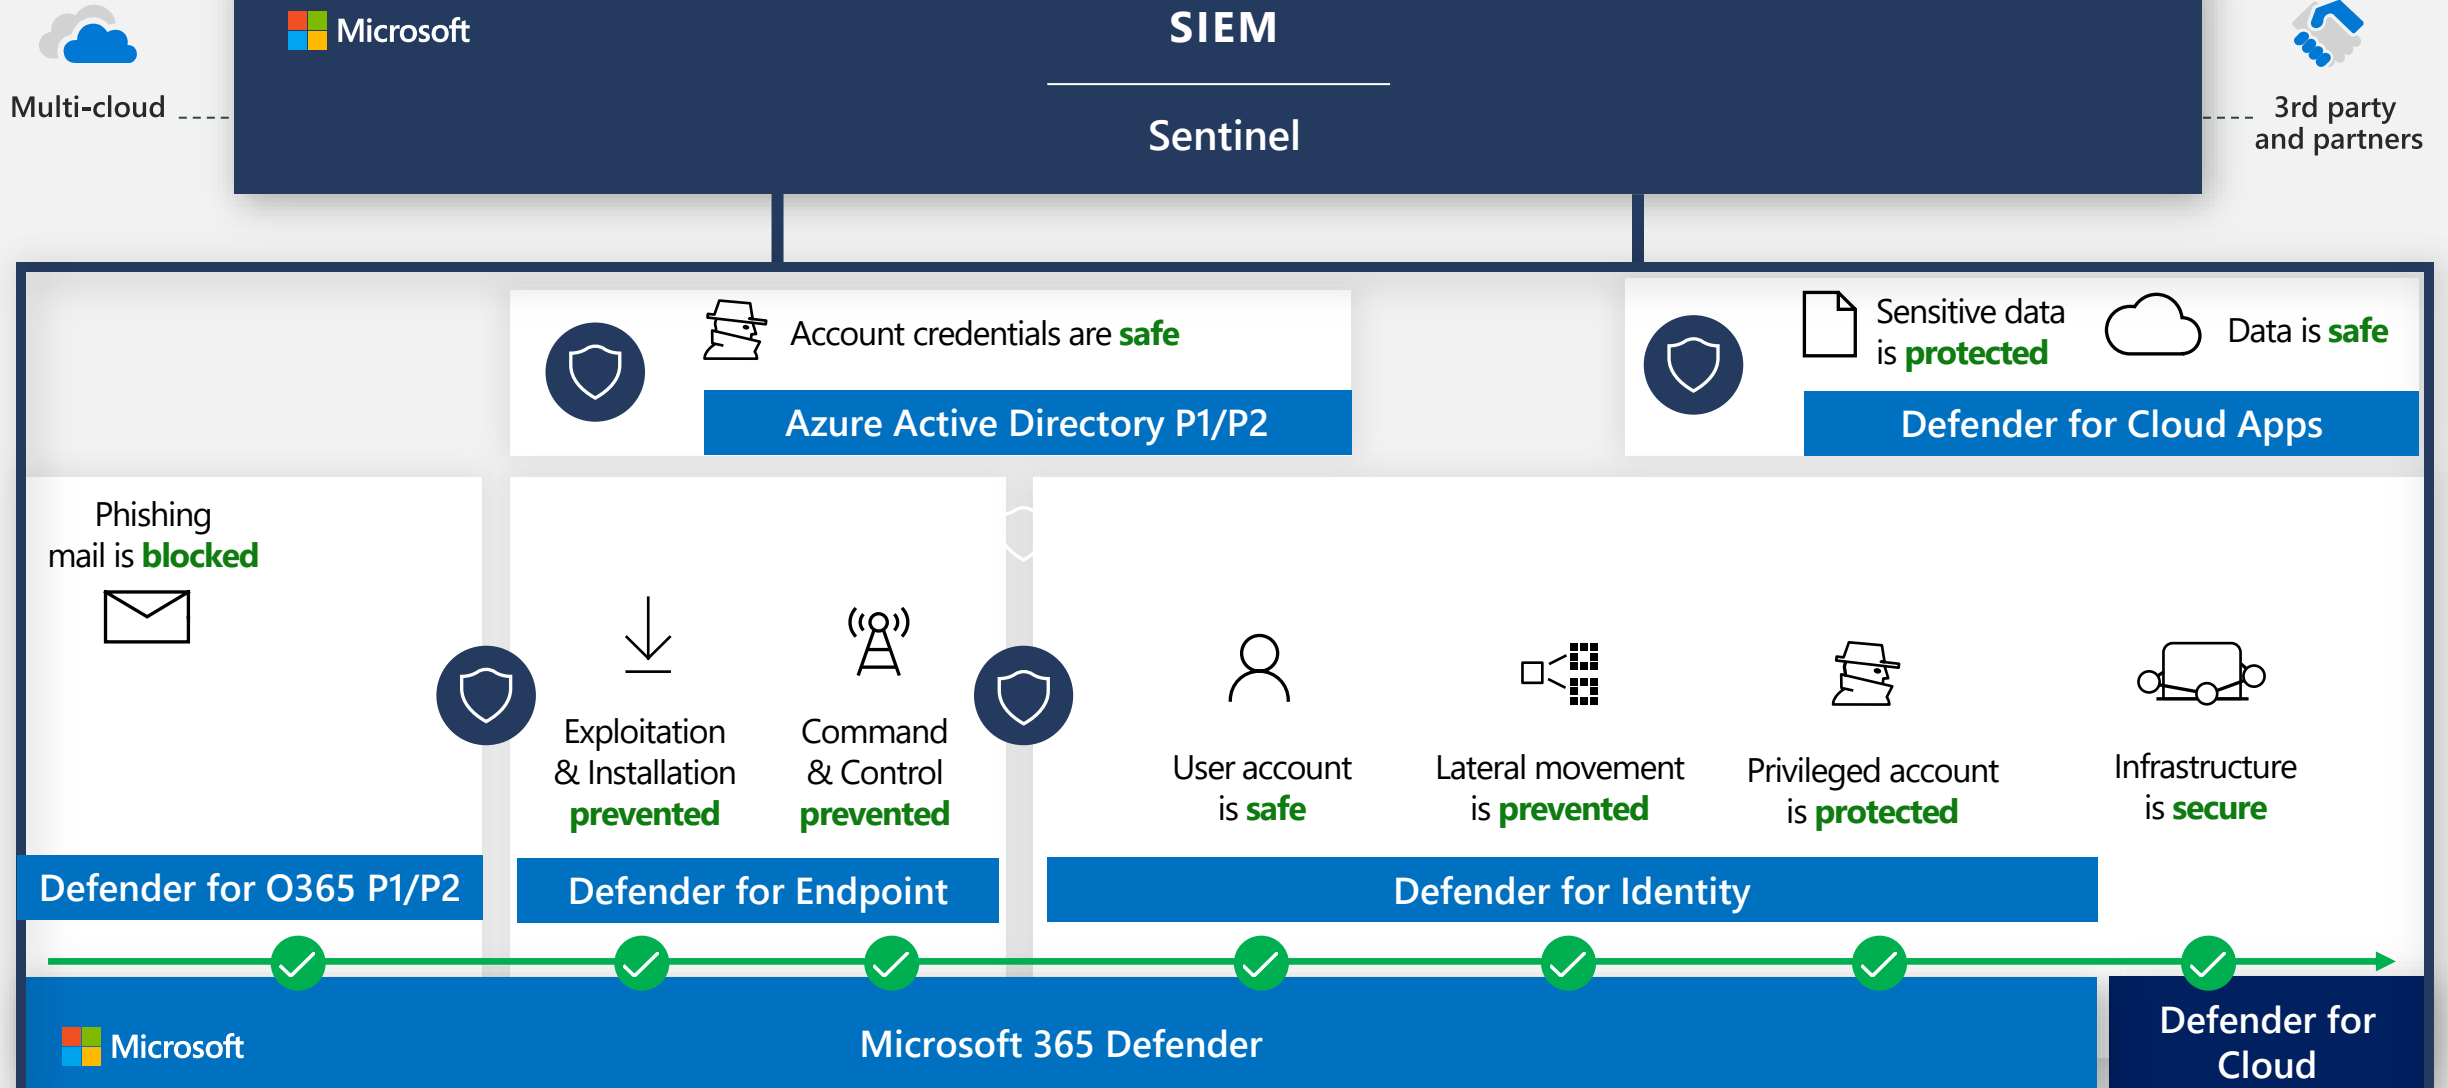 Microsoft
SIEM
Sentinel
Multi-cloud
3rd party
and partners
Account credentials are safe
Azure Active Directory P1/P2
Sensitive data
is protected
Data is safe
Defender for Cloud Apps
Phishing
mail is blocked
Exploitation
& Installation
prevented
Command
& Control
prevented
User account
is safe
Lateral movement
is prevented
Privileged account
is protected
Infrastructure
is secure
Defender for O365 P1/P2
Defender for Endpoint
Defender for Identity
Microsoft
Microsoft 365 Defender
Defender for
Cloud